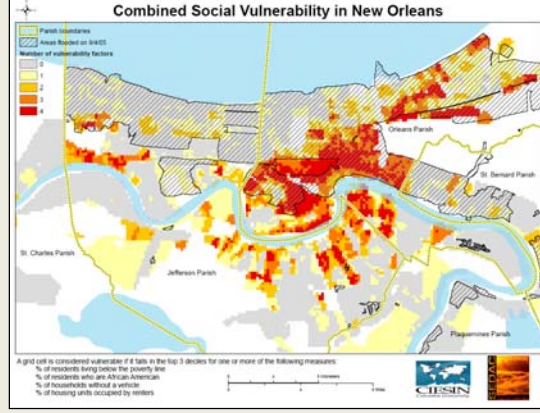 Combined Social Vulnerability in New Orleans
Parish boundaries
Areas flooded on 9/4/05
Number of vulnerability factors
0
1
2
3
4
Orleans Parish
St. Bernard Parish
St. Charles Parish
Jefferson Parish
Plaquemines Parish
A grid cell is considered vulnerable if it falls in the top 3 deciles for one or more of the following measures:
% of residents living below the poverty line
% of residents who are African American
% of households without a vehicle
% of housing units occupied by renters
CIESIN